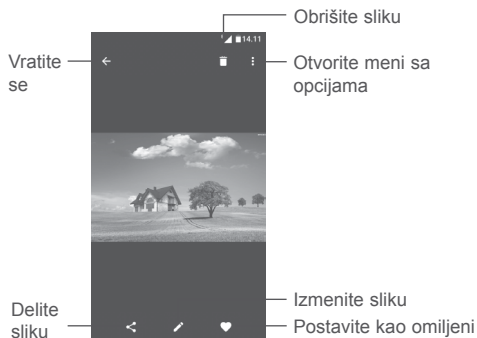 Obrišite sliku
14.11
Vratite
se
Otvorite meni sa
opcijama
Izmenite sliku
Delite
sliku
Postavite kao omiljeni